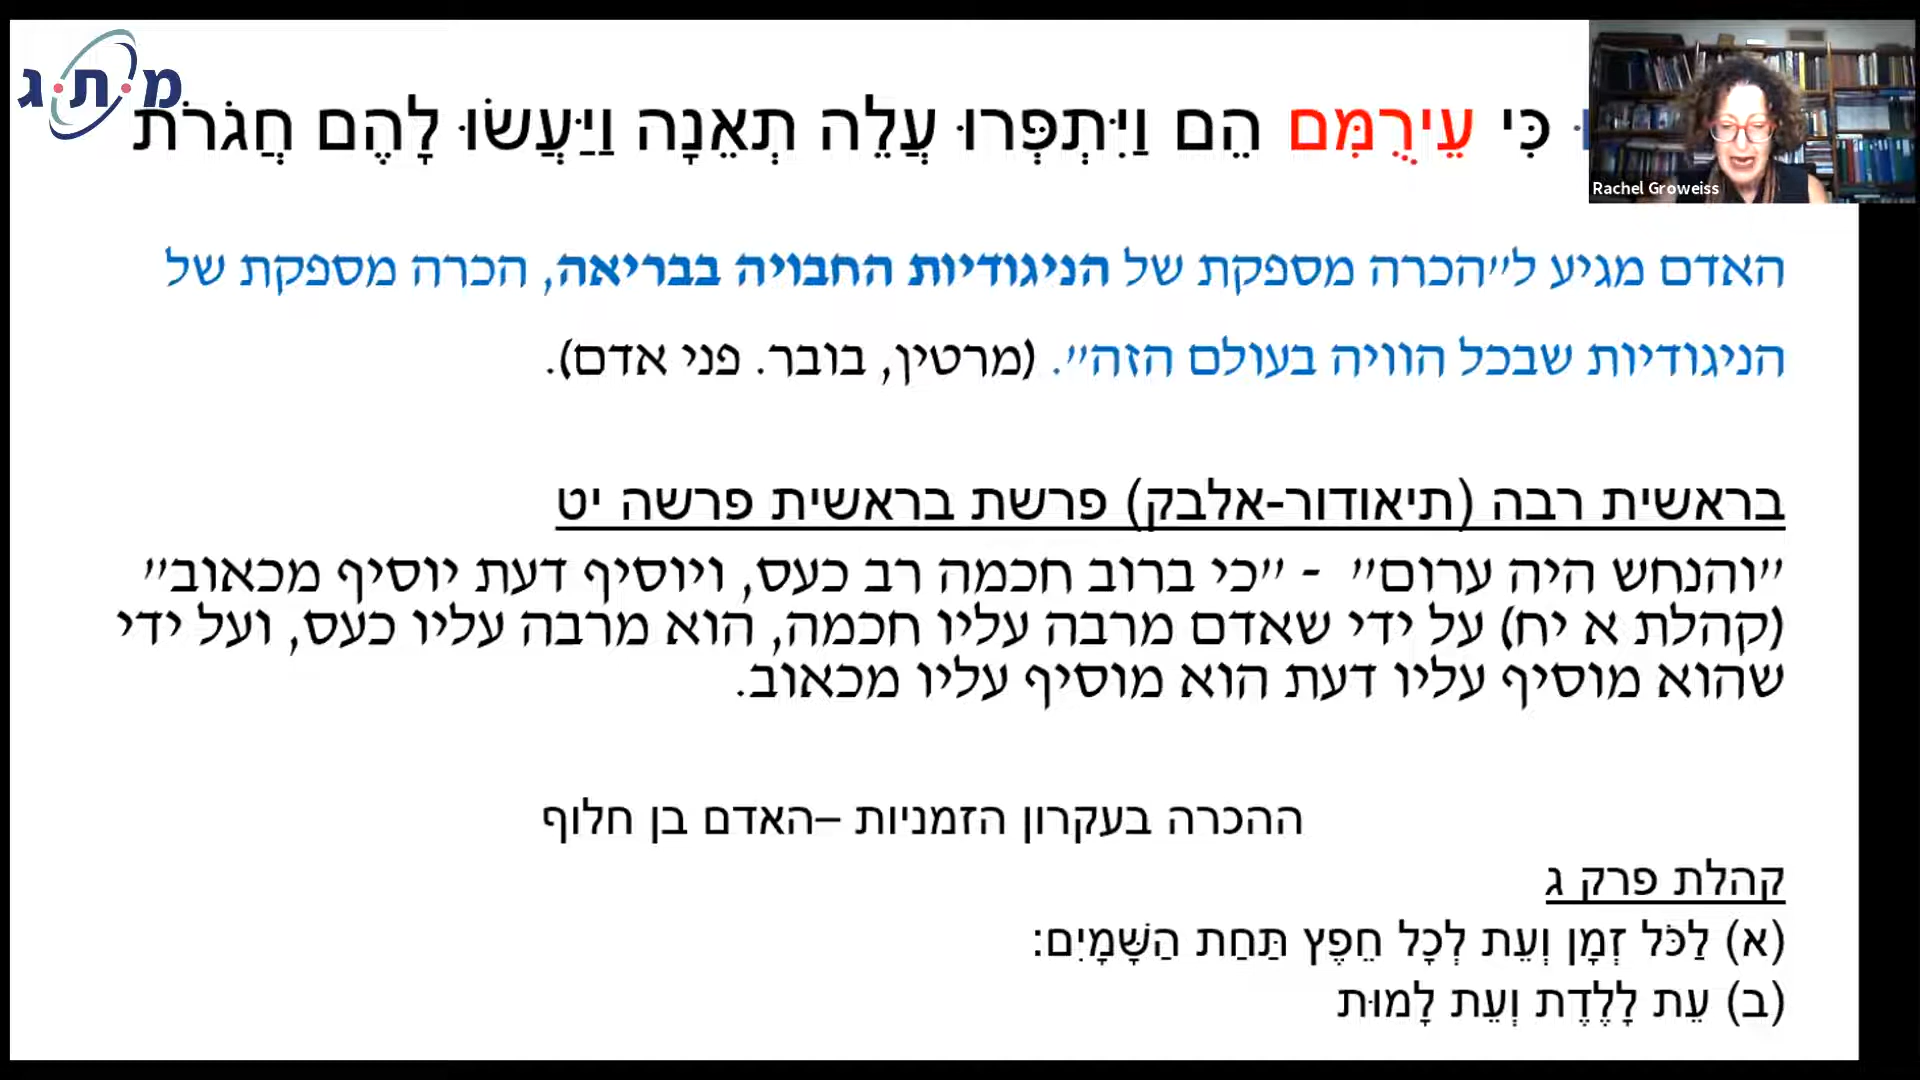 מ.ת.ג
כִּי עֵירֻמִּם הֵם וַיִּתְפְּרוּ עֲלֵה תְאֵנָה וַיַּעֲשׂוּ לָהֶם חֲגֹרֹת
Rachel Groweiss
האדם מגיע ל״הכרה מספקת של הניגודיות החבויה בבריאה, הכרה מספקת של
הניגודיות שבכל הוויה בעולם הזה״. (מרטין, בובר. פני אדם).
בראשית רבה (תיאודור-אלבק) פרשת בראשית פרשה יט
״והנחש היה ערום״ - ״כי ברוב חכמה רב כעס, ויוסיף דעת יוסיף מכאוב״
(קהלת א יח) על ידי שאדם מרבה עליו חכמה, הוא מרבה עליו כעס, ועל ידי
שהוא מוסיף עליו דעת הוא מוסיף עליו מכאוב.
ההכרה בעקרון הזמניות –האדם בן חלוף
קהלת פרק ג
(א) לַכֹּל זְמָן וְעֵת לְכָל חֵפֶץ תַּחַת הַשָּׁמָיִם:
(ב) עֵת לָלֶדֶת וְעֵת לָמוּת